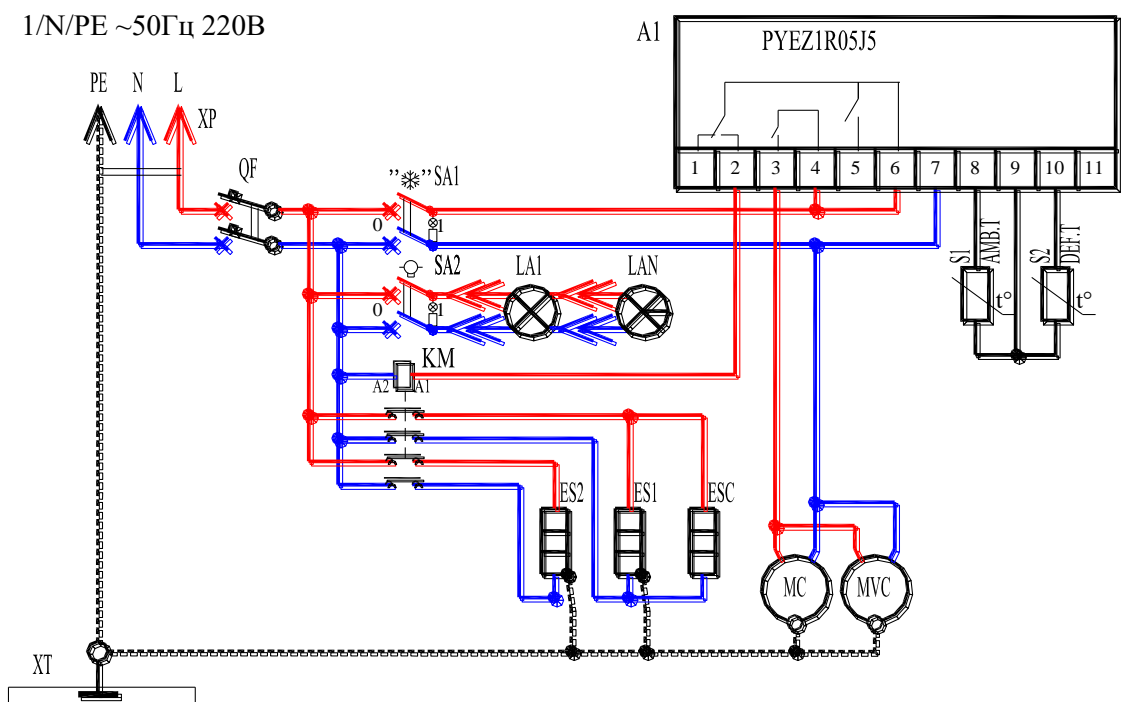 1/N/PE ~50Гц 220В
A1
PYEZ1R05J5
PE N L
XP
1 2 3 4 5 6 7 8 9 10 11
QF
”❄” SA1
0 1
S1 AMB.T
S2 DEF.T
t° t°
SA2
LA1 LAN
0 1
KM
A2 A1
ES2 ES1 ESC
MC MVC
XT